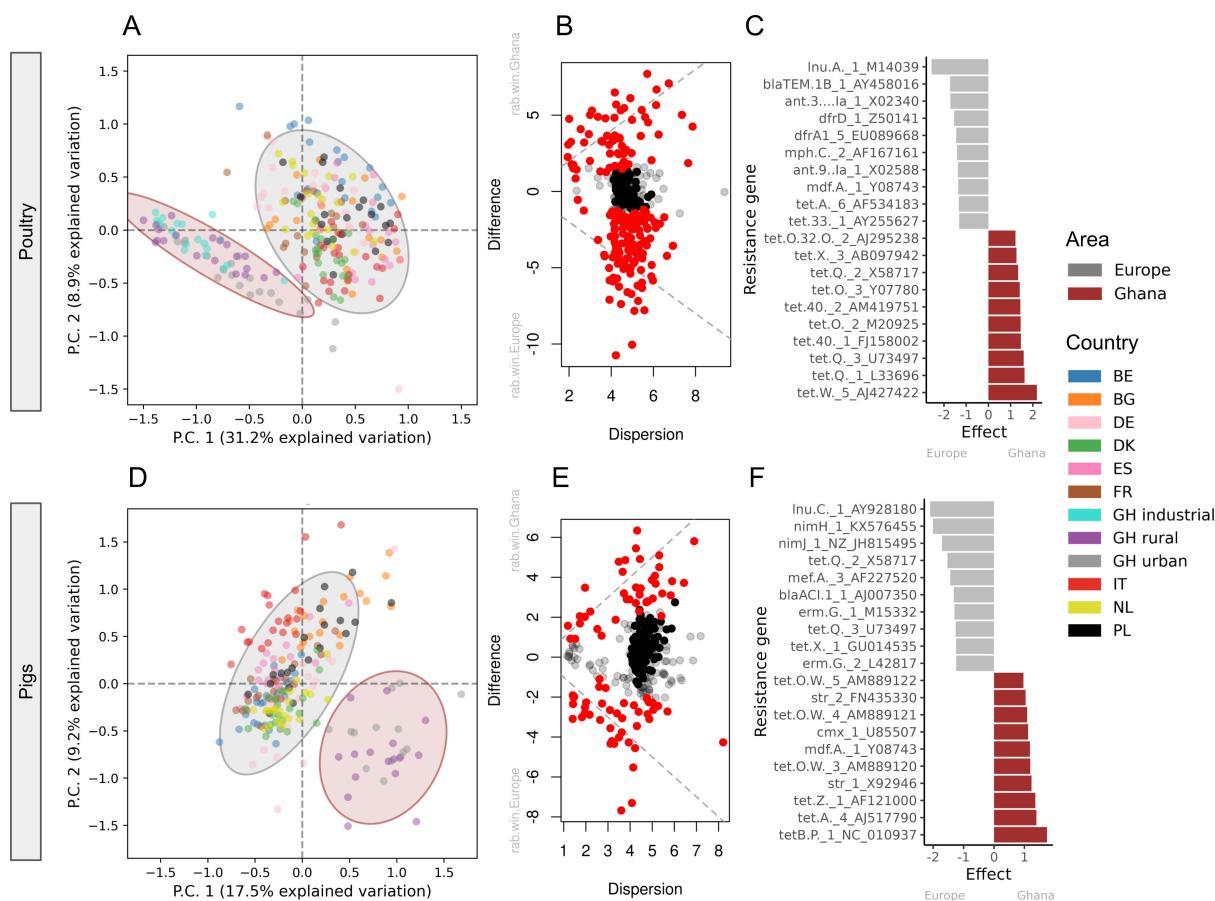 A
B
C
Poultry
P.C. 2 (8.9% explained variation)
1.5
1.0
0.5
0.0
−0.5
−1.0
−1.5
−1.5 −1.0 −0.5 0.0 0.5 1.0 1.5
P.C. 1 (31.2% explained variation)
rab.win.Ghana
Difference
rab.win.Europe
5
0
-5
-10
2 3 4 5 6 7 8 9
Dispersion
Resistance gene
lnu.A._1_M14039
blaTEM.1B_1_AY458016
ant.3....Ia_1_X02340
dfrD_1_Z50141
dfrA1_5_EU089668
mph.C._2_AF167161
ant.9..Ia_1_X02588
mdf.A._1_Y08743
tet.A._6_AF534183
tet.33._1_AY255627
tet.O.32.O._2_AJ295238
tet.X._3_AB097942
tet.Q._2_X58717
tet.O._3_Y07780
tet.40._2_AM419751
tet.O._2_M20925
tet.40._1_FJ158002
tet.Q._3_U73497
tet.Q._1_L33696
tet.W._5_AJ427422
-2 -1 0 1 2
Effect
Europe Ghana
Area
Europe
Ghana
Country
BE
BG
DE
DK
ES
FR
GH industrial
GH rural
GH urban
IT
NL
PL
D
E
F
Pigs
P.C. 2 (9.2% explained variation)
1.5
1.0
0.5
0.0
−0.5
−1.0
−1.5
−1.5 −1.0 −0.5 0.0 0.5 1.0 1.5
P.C. 1 (17.5% explained variation)
rab.win.Ghana
Difference
rab.win.Europe
6
4
2
0
-2
-4
-6
-8
1 2 3 4 5 6 7 8
Dispersion
Resistance gene
lnu.C._1_AY928180
nimH_1_KX576455
nimJ_1_NZ_JH815495
tet.Q._2_X58717
mef.A._3_AF227520
blaACI.1_1_AJ007350
erm.G._1_M15332
tet.Q._3_U73497
tet.X._1_GU014535
erm.G._2_L42817
tet.O.W._5_AM889122
str_2_FN435330
tet.O.W._4_AM889121
cmx_1_U85507
mdf.A._1_Y08743
tet.O.W._3_AM889120
str_1_X92946
tet.Z._1_AF121000
tet.A._4_AJ517790
tetB.P._1_NC_010937
-2 -1 0 1
Effect
Europe Ghana